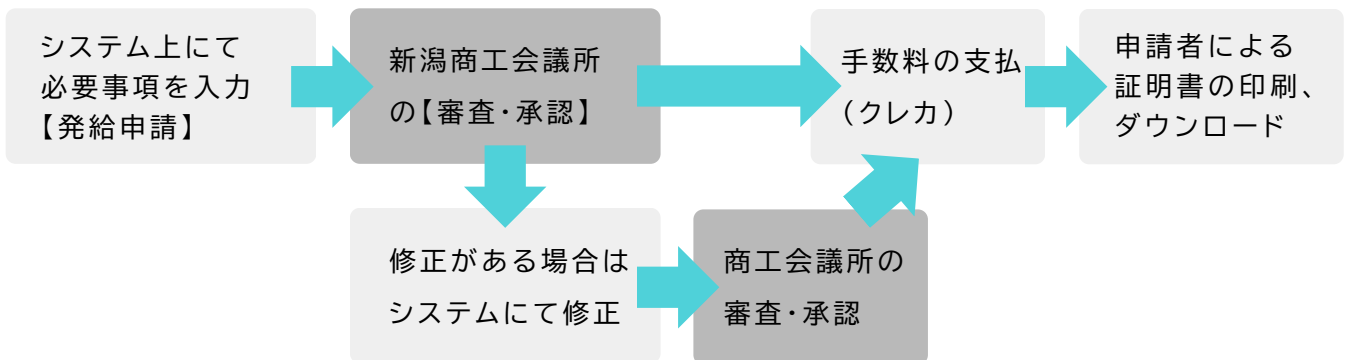 システム上にて
必要事項を入力
【発給申請】
新潟商工会議所
の【審査・承認】
手数料の支払
(クレカ)
申請者による
証明書の印刷、
ダウンロード
修正がある場合は
システムにて修正
商工会議所の
審査・承認